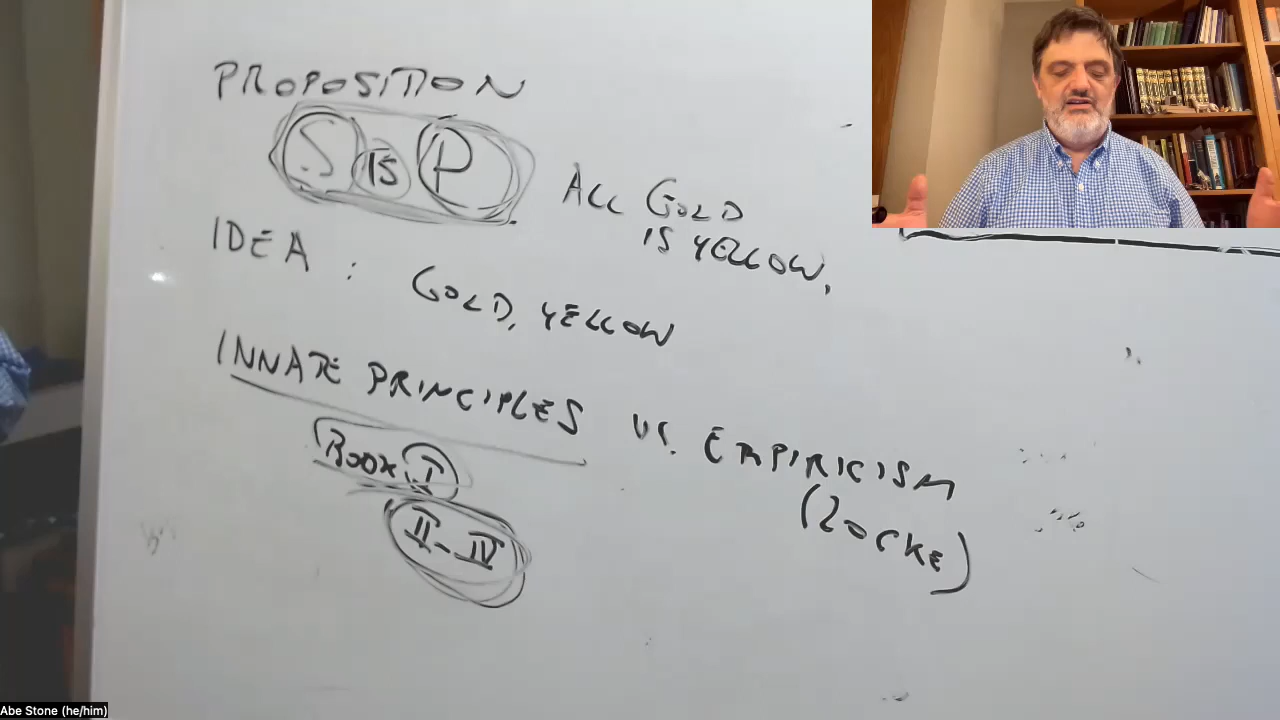 PROPOSITION
S IS P
ALL GOLD
IS YELLOW,
IDEA : GOLD, YELLOW
INNATE PRINCIPLES VS. EMPIRICISM
(LOCKE)
BOOK I
II - IV
Abe Stone (he/him)